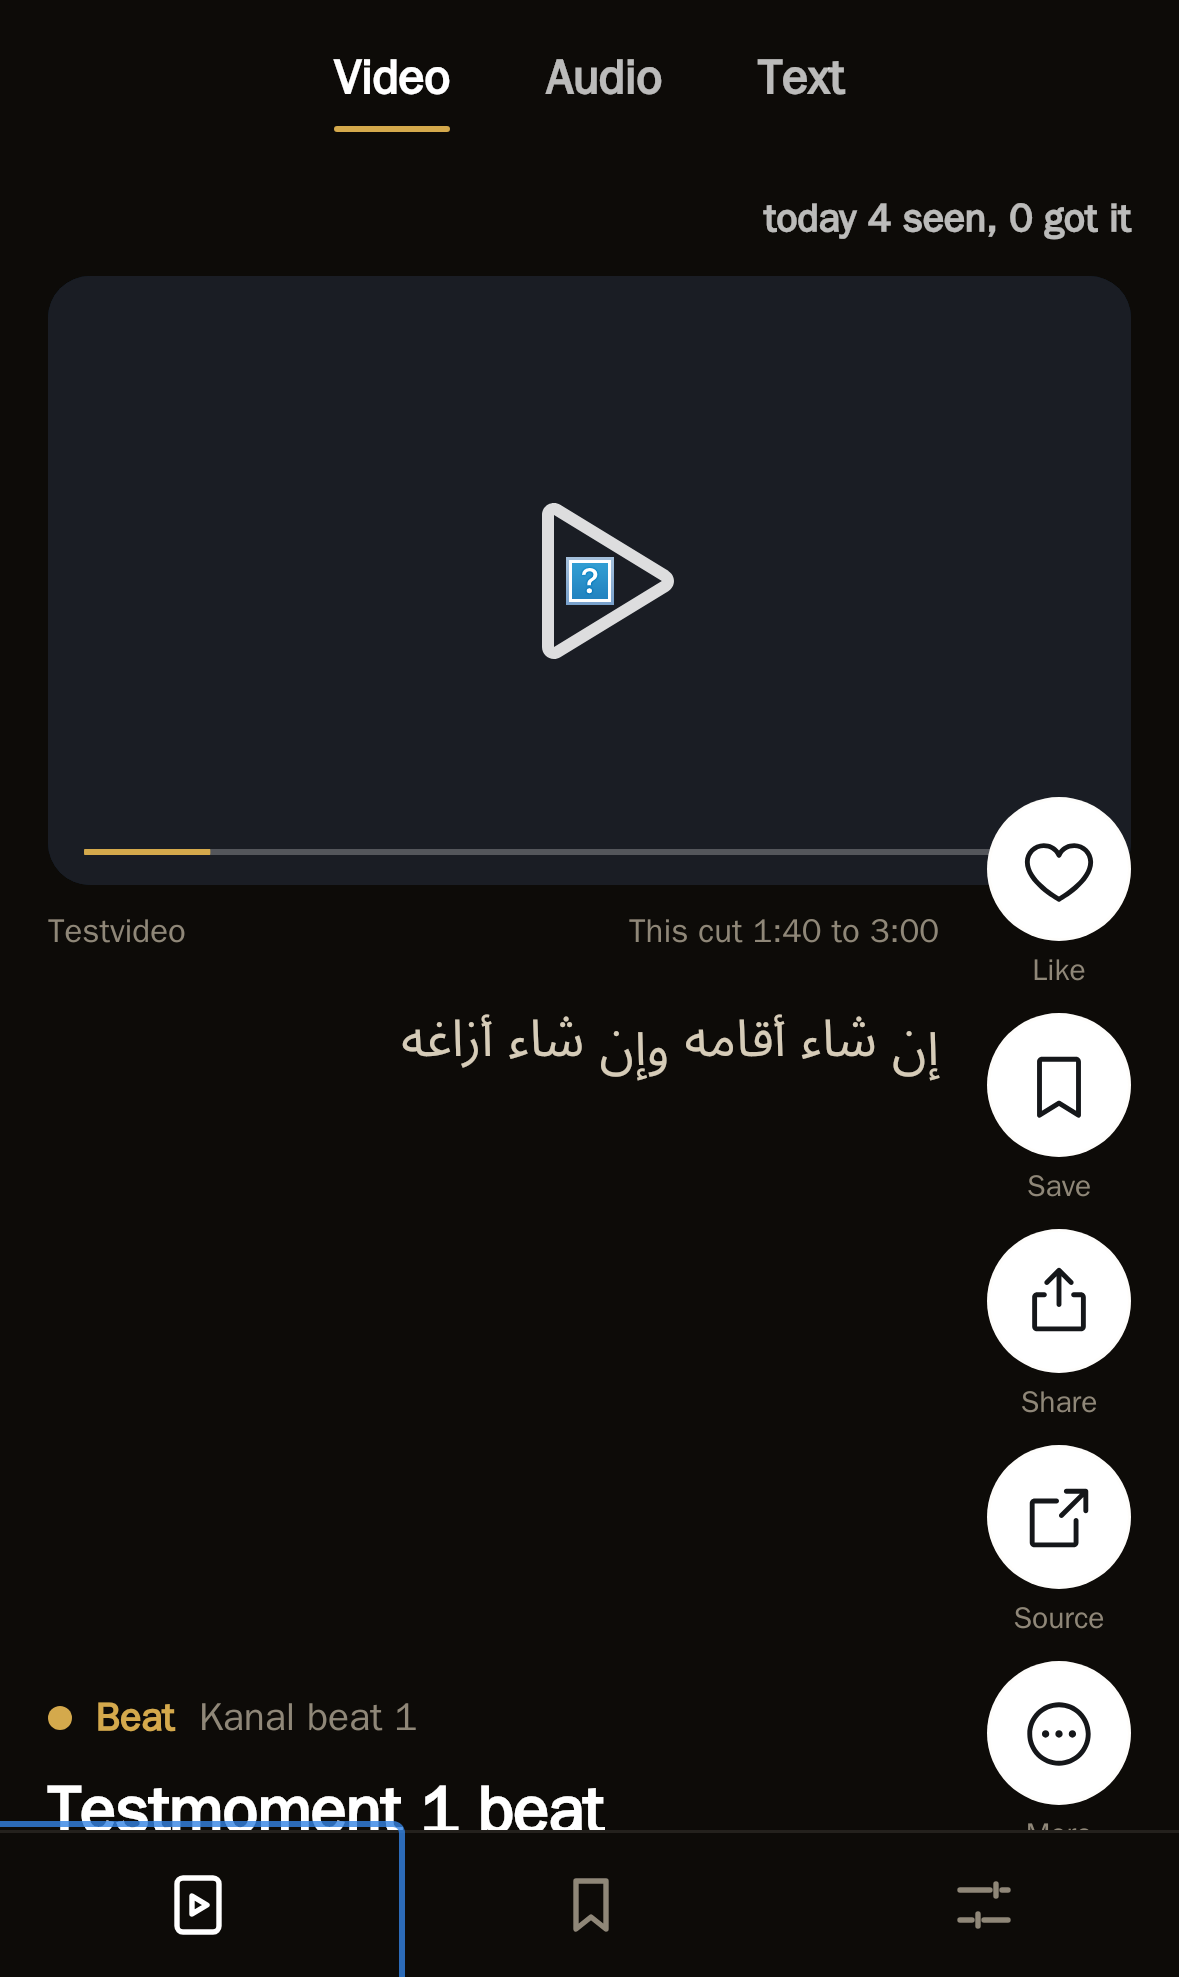 Video Audio Text
today 4 seen, 0 got it
?
Testvideo
This cut 1:40 to 3:00
Like
إن شاء أقامه وإن شاء أزاغه
Save
Share
Source
Beat Kanal beat 1
Testmoment 1 beat